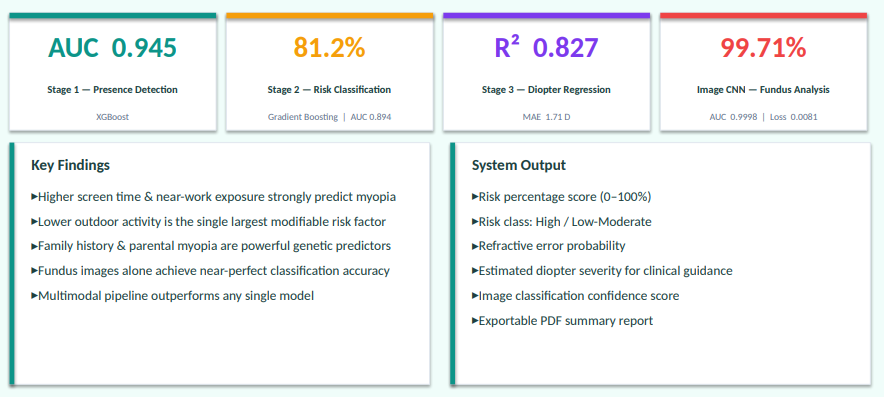 AUC 0.945
Stage 1 — Presence Detection
XGBoost
81.2%
Stage 2 — Risk Classification
Gradient Boosting | AUC 0.894
R² 0.827
Stage 3 — Diopter Regression
MAE 1.71 D
99.71%
Image CNN — Fundus Analysis
AUC 0.9998 | Loss 0.0081
Key Findings
▸Higher screen time & near-work exposure strongly predict myopia
▸Lower outdoor activity is the single largest modifiable risk factor
▸Family history & parental myopia are powerful genetic predictors
▸Fundus images alone achieve near-perfect classification accuracy
▸Multimodal pipeline outperforms any single model
System Output
▸Risk percentage score (0–100%)
▸Risk class: High / Low-Moderate
▸Refractive error probability
▸Estimated diopter severity for clinical guidance
▸Image classification confidence score
▸Exportable PDF summary report